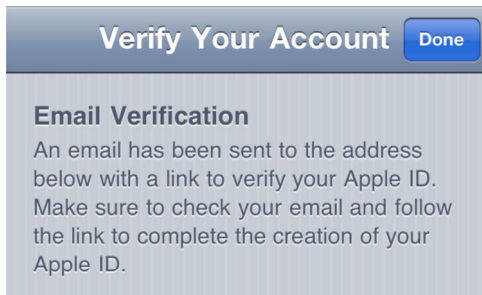 Verify Your Account Done
Email Verification
An email has been sent to the address
below with a link to verify your Apple ID.
Make sure to check your email and follow
the link to complete the creation of your
Apple ID.